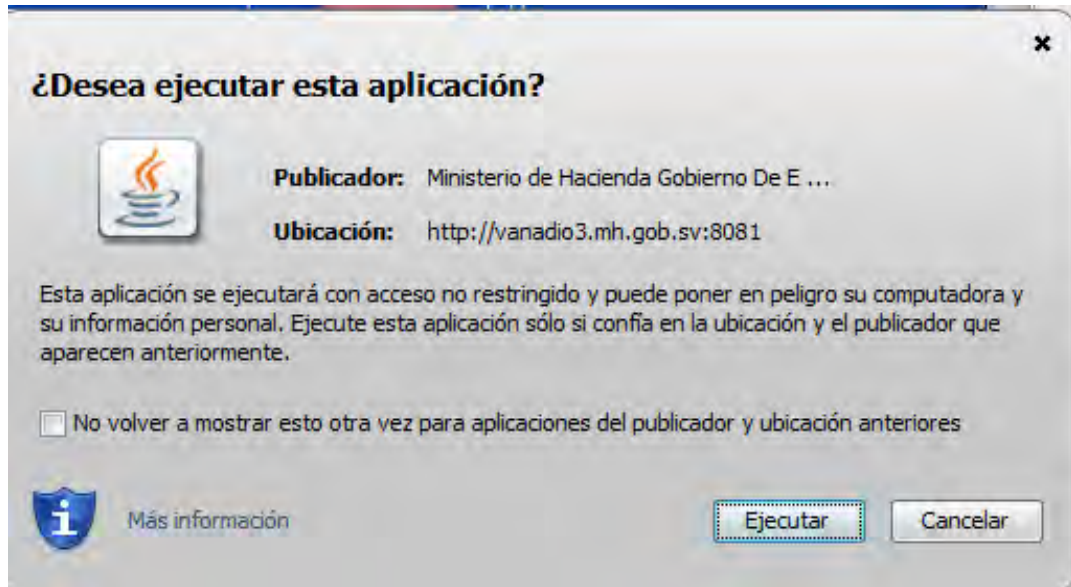 ¿Desea ejecutar esta aplicación?
Publicador: Ministerio de Hacienda Gobierno De E ...
Ubicación: http://vanadio3.mh.gob.sv:8081
Esta aplicación se ejecutará con acceso no restringido y puede poner en peligro su computadora y
su información personal. Ejecute esta aplicación sólo si confía en la ubicación y el publicador que
aparecen anteriormente.
No volver a mostrar esto otra vez para aplicaciones del publicador y ubicación anteriores
Más información
Ejecutar
Cancelar